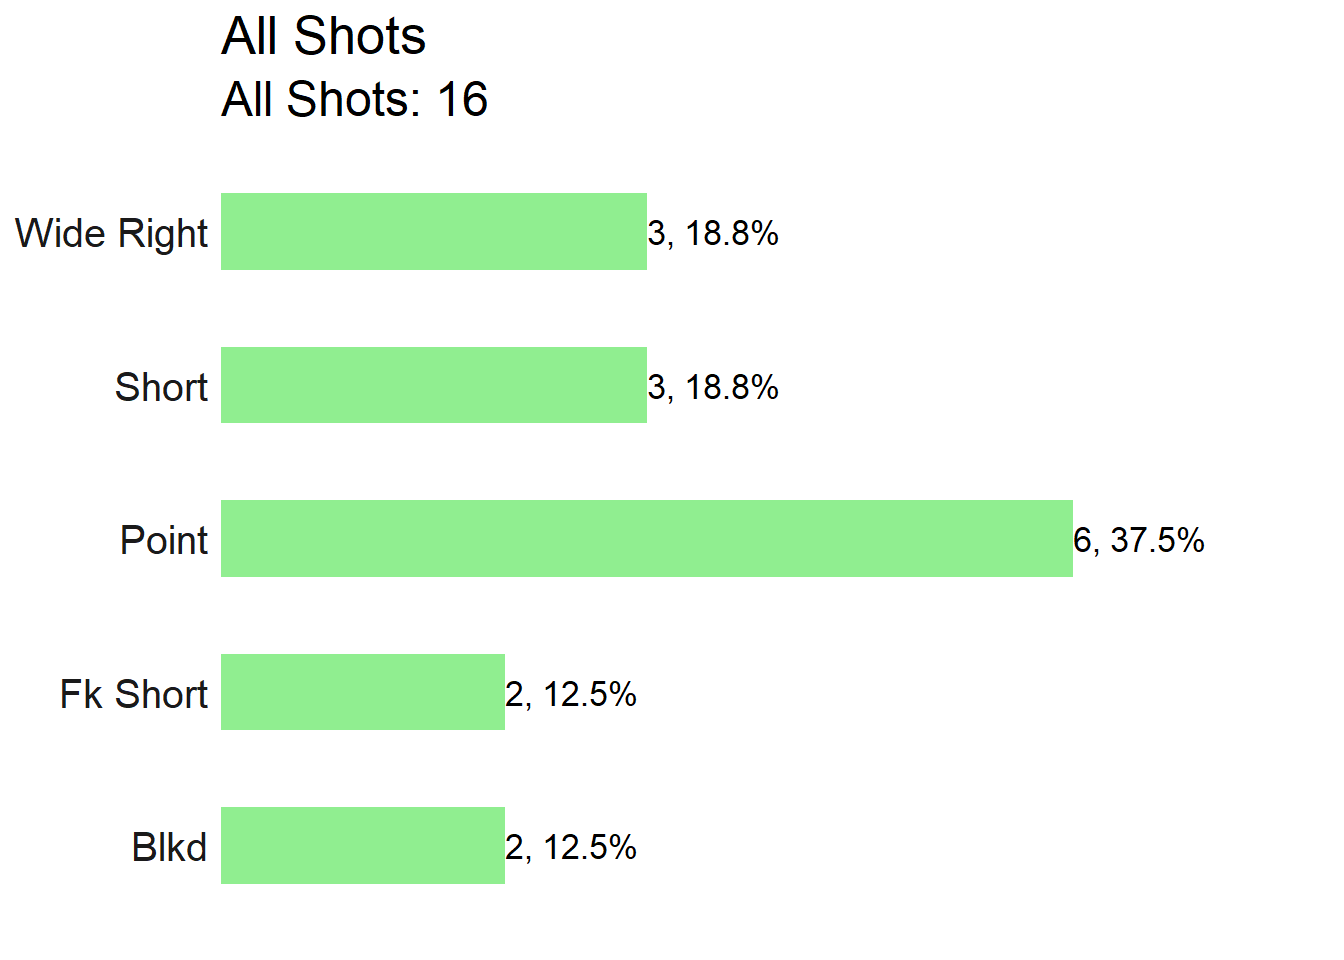 All Shots
All Shots: 16
Wide Right 3, 18.8%
Short 3, 18.8%
Point 6, 37.5%
Fk Short 2, 12.5%
Blkd 2, 12.5%